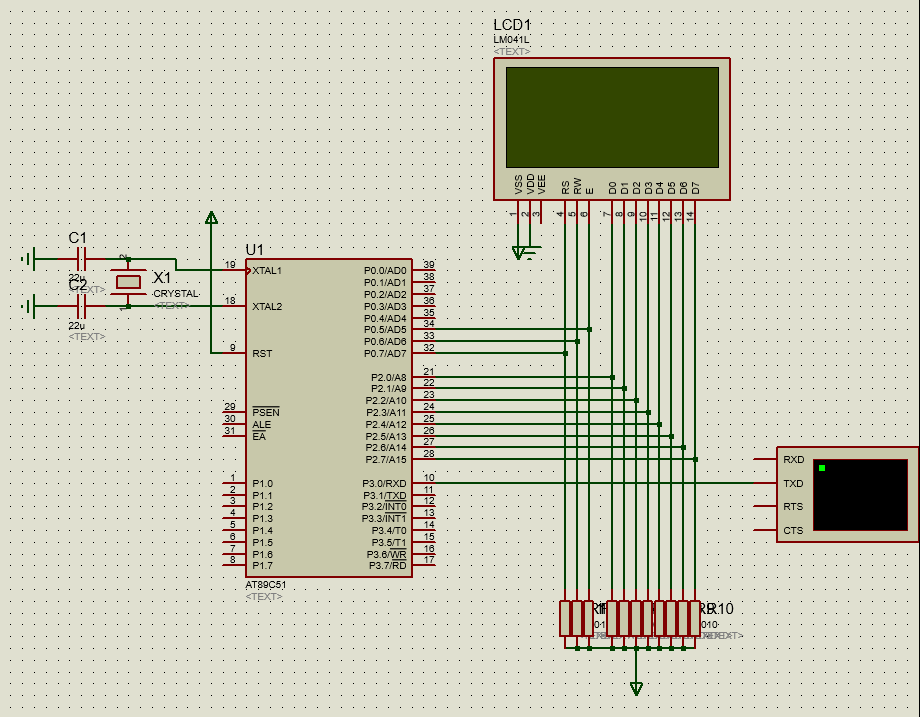 LCD1
LM041L
<TEXT>
VSS
VDD
VEE
RS
RW
E
D0
D1
D2
D3
D4
D5
D6
D7
1
2
3
4
5
6
7
8
9
10
11
12
13
14
C1
22u
<TEXT>
C2
22u
<TEXT>
2
1
X1
CRYSTAL
<TEXT>
U1
19 XTAL1
18 XTAL2
9 RST
29 PSEN
30 ALE
31 EA
1 P1.0
2 P1.1
3 P1.2
4 P1.3
5 P1.4
6 P1.5
7 P1.6
8 P1.7
P0.0/AD0 39
P0.1/AD1 38
P0.2/AD2 37
P0.3/AD3 36
P0.4/AD4 35
P0.5/AD5 34
P0.6/AD6 33
P0.7/AD7 32
P2.0/A8 21
P2.1/A9 22
P2.2/A10 23
P2.3/A11 24
P2.4/A12 25
P2.5/A13 26
P2.6/A14 27
P2.7/A15 28
P3.0/RXD 10
P3.1/TXD 11
P3.2/INT0 12
P3.3/INT1 13
P3.4/T0 14
P3.5/T1 15
P3.6/WR 16
P3.7/RD 17
AT89C51
<TEXT>
RXD
TXD
RTS
CTS